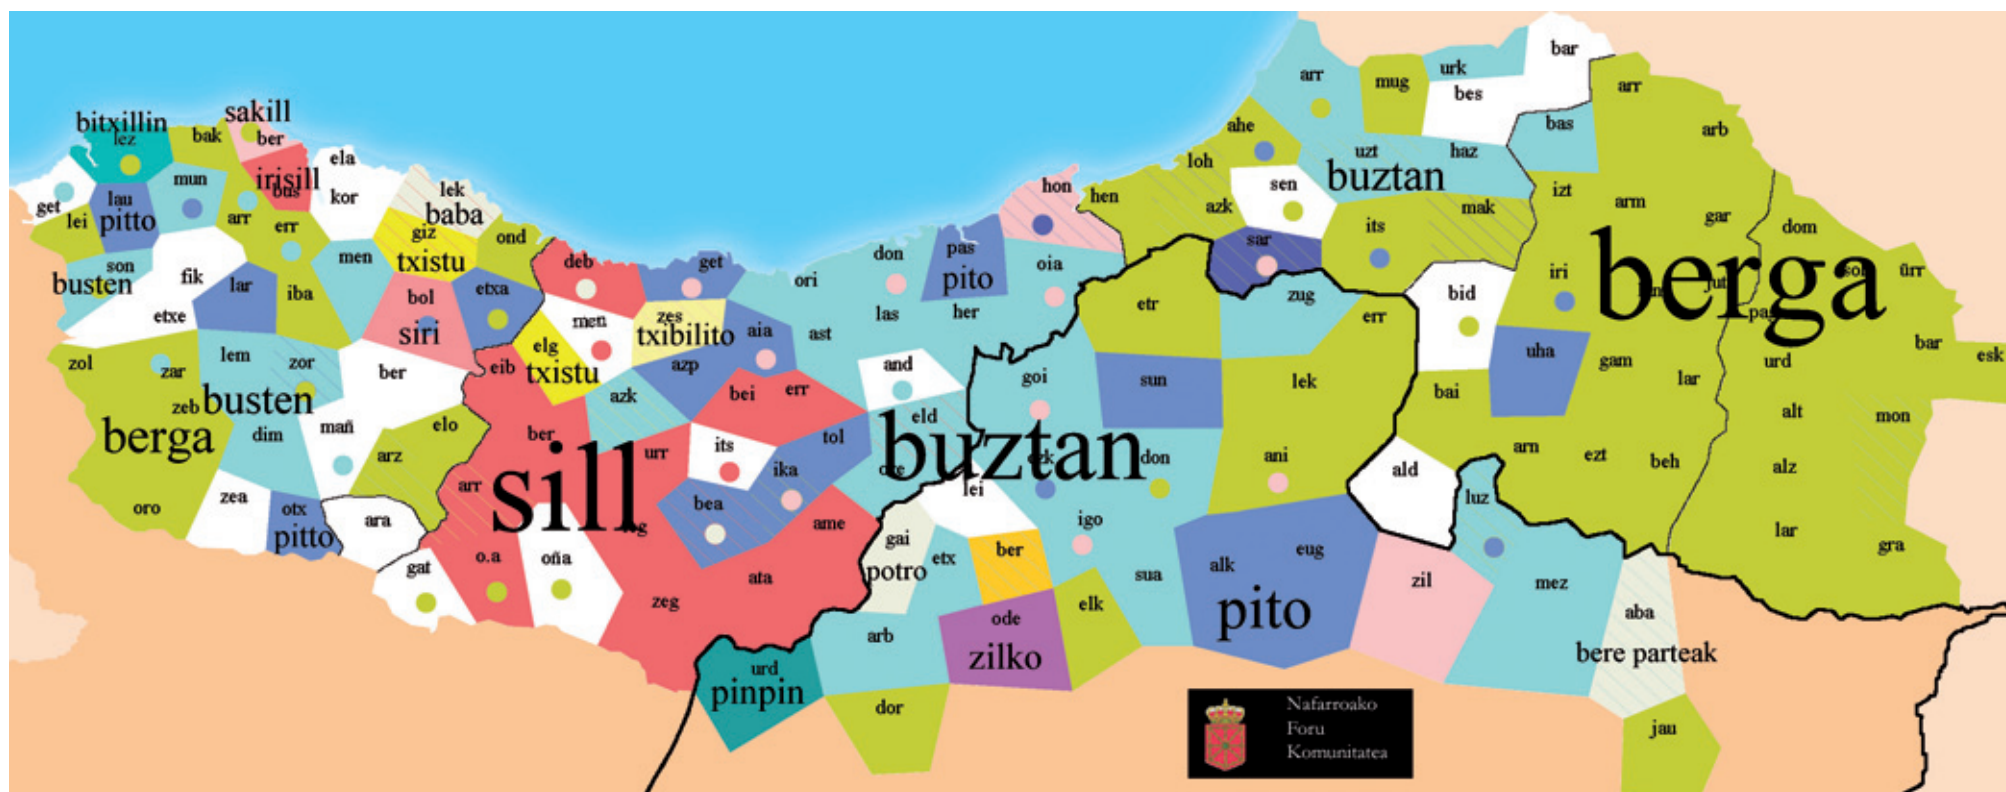 bar
urk
arr
mug
arr
bes
sakill
bitxillin
lez
bak
ber
ahe
bas
arb
ela
uzt
haz
loh
mun
irisill
bus
buztan
get
lau
kor
lek
hon
hen
sen
izt
lei
pitto
baba
azk
mak
arm
arr
err
giz
ond
sar
its
gar
dom
son
fik
men
txistu
deb
get
don
pas
oia
berga
busten
lar
iba
bol
etxa
ori
pito
etr
zug
bid
iri
ürr
etxe
siri
men
zes
aia
las
her
err
txibilito
ast
zol
zar
lem
zor
ber
eib
elg
txistu
azp
and
goi
sun
lek
uha
gam
urd
bar
esk
zeb
busten
azk
bei
err
bai
lar
berga
dim
mañ
elo
ber
its
tol
eld
buztan
alt
mon
arz
arr
sill
urr
ika
don
ani
ald
arn
ezt
beh
alz
oro
zea
otx
ara
bea
ame
lei
luz
pitto
igo
lar
gra
gat
o.a
oña
gai
etx
ber
eug
potro
alk
zeg
ata
sua
zil
mez
elk
pito
arb
ode
aba
zilko
bere parteak
urd
pinpin
dor
jau
Nafarroako
Foru
Komunitatea